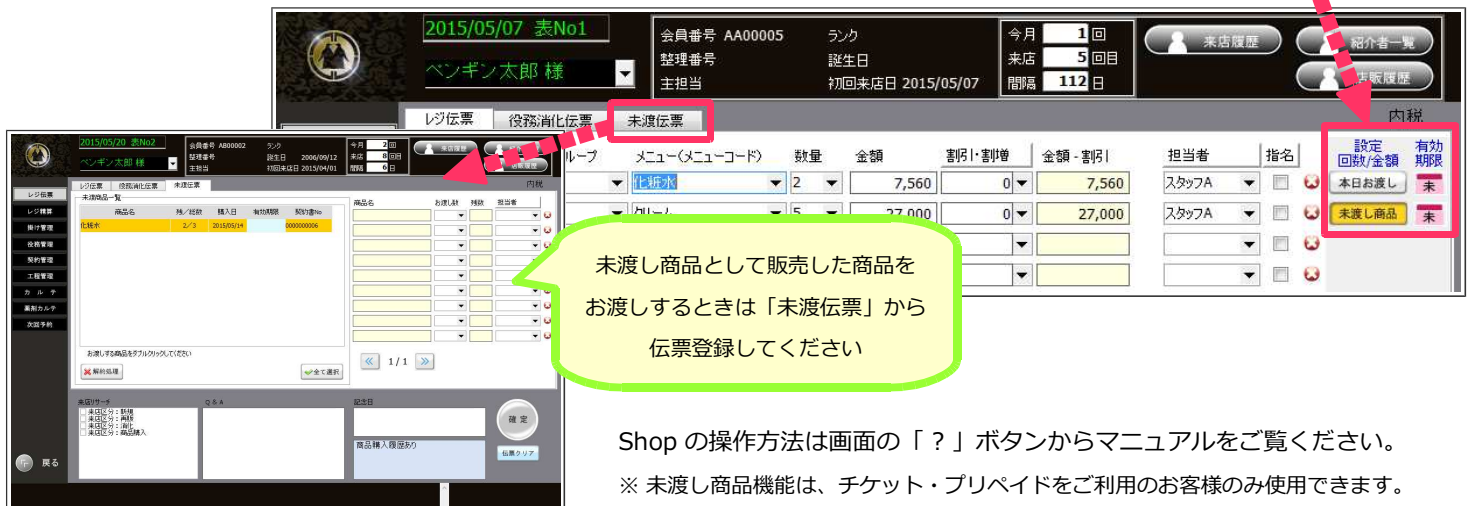 2015/05/07 表No1
ペンギン太郎 様
会員番号 AA00005
整理番号
主担当
ランク
誕生日
初回来店日 2015/05/07
今月 1 回
来店 5 回目
間隔 112 日
来店履歴
紹介者一覧
店販履歴
レジ伝票 役務消化伝票 未渡伝票
内税
ループ メニュー(メニューコード) 数量 金額 割引・割増 金額 - 割引 担当者 指名 設定 回数/金額 有効期限
化粧水 2 7,560 0 7,560 スタッフA 本日お渡し 未
クリーム 5 27,000 0 27,000 スタッフA 未渡し商品 未
2015/05/20 表No2
ペンギン太郎 様
会員番号 AB00002
整理番号
主担当
ランク
誕生日 2006/09/12
初回来店日 2015/04/01
今月 2 回
来店 8 回目
間隔 6 日
来店履歴
店販履歴
レジ伝票 役務消化伝票 未渡伝票
内税
レジ伝票
レジ精算
掛け管理
役務管理
契約管理
工程管理
カ ル テ
薬剤カルテ
次回予約
戻る
未渡商品一覧
商品名 残/総数 購入日 有効期限 契約書No
化粧水 2/3 2015/05/14 0000000006
お渡しする商品をダブルクリックして(ださい)
解約処理
全て選択
商品名 お渡し数 残数 担当者
1/1
来店リサーチ
来店区分:新規
来店区分:再販
来店区分:消化
来店区分:商品購入
Q & A
記念日
商品購入履歴あり
確 定
伝票クリア
未渡し商品として販売した商品を
お渡しするときは「未渡伝票」から
伝票登録してください
Shop の操作方法は画面の「？」ボタンからマニュアルをご覧ください。
※ 未渡し商品機能は、チケット・プリペイドをご利用のお客様のみ使用できます。